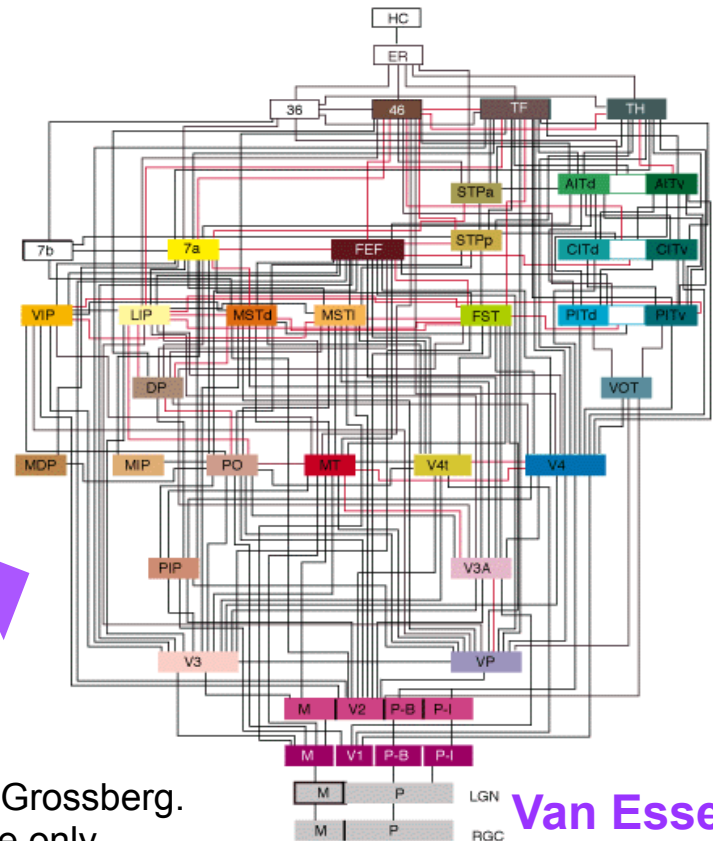 HC
ER
36 46 TF TH
STPa AITd AITv
7b 7a FEF STPp CITd CITv
VIP LIP MSTd MSTl FST PITd PITv
DP VOT
MDP MIP PO MT V4t V4
PIP V3A
V3 VP
M V2 P-B P-I
M V1 P-B P-I
M P LGN
Grossberg. Van Esse
M P RGC
e only